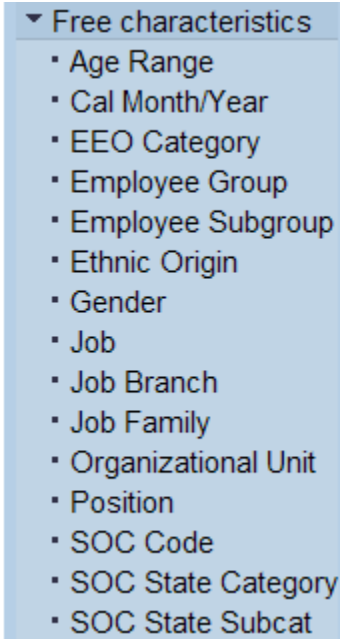 Free characteristics
Age Range
Cal Month/Year
EEO Category
Employee Group
Employee Subgroup
Ethnic Origin
Gender
Job
Job Branch
Job Family
Organizational Unit
Position
SOC Code
SOC State Category
SOC State Subcat